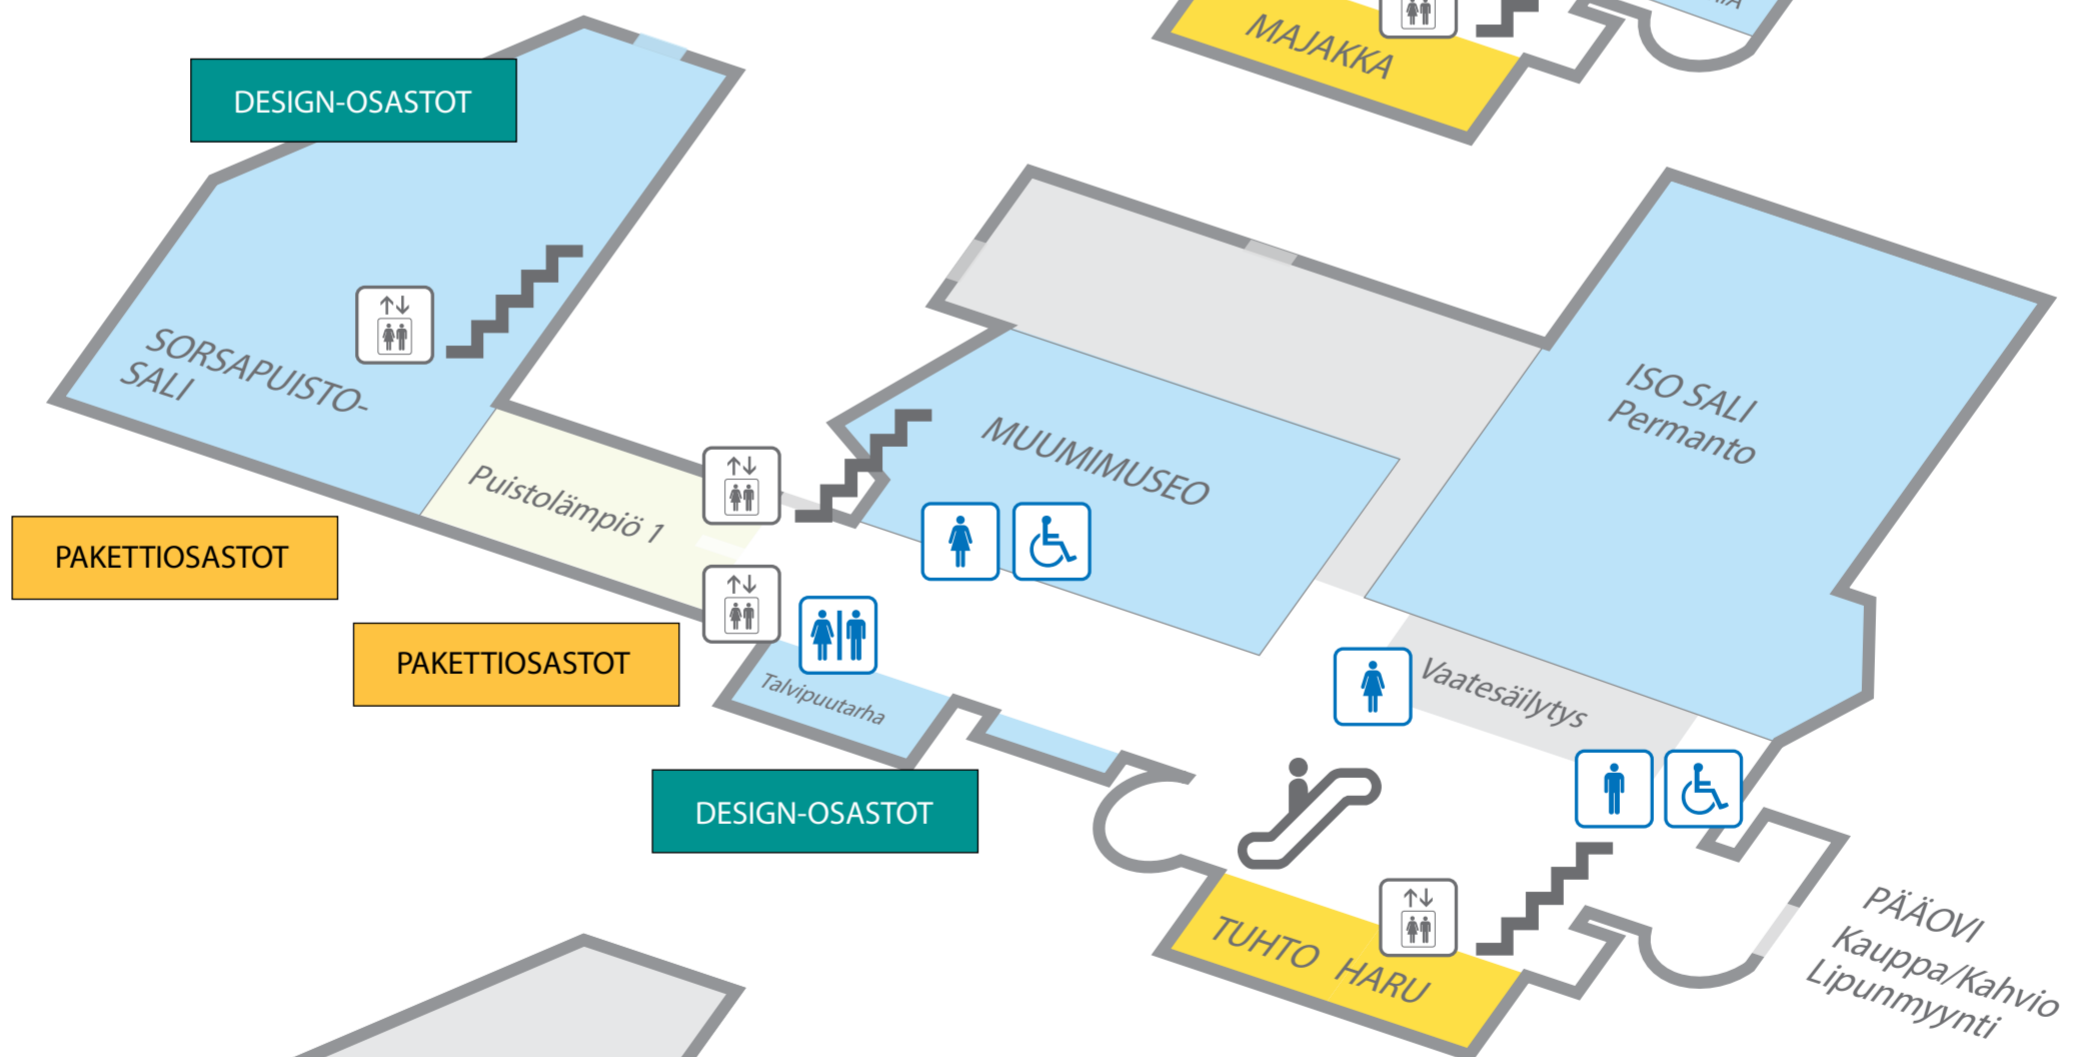 MAJAKKA
DESIGN-OSASTOT
SORSAPUISTO-
SALI
ISO SALI
Permanto
MUUMIMUSEO
Puistolämpiö 1
PAKETTIOSASTOT
PAKETTIOSASTOT
Talvipuutarha
Vaatesäilytys
DESIGN-OSASTOT
TUHTO HARU
PÄÄOVI
Kauppa/Kahvio
Lipunmyynti